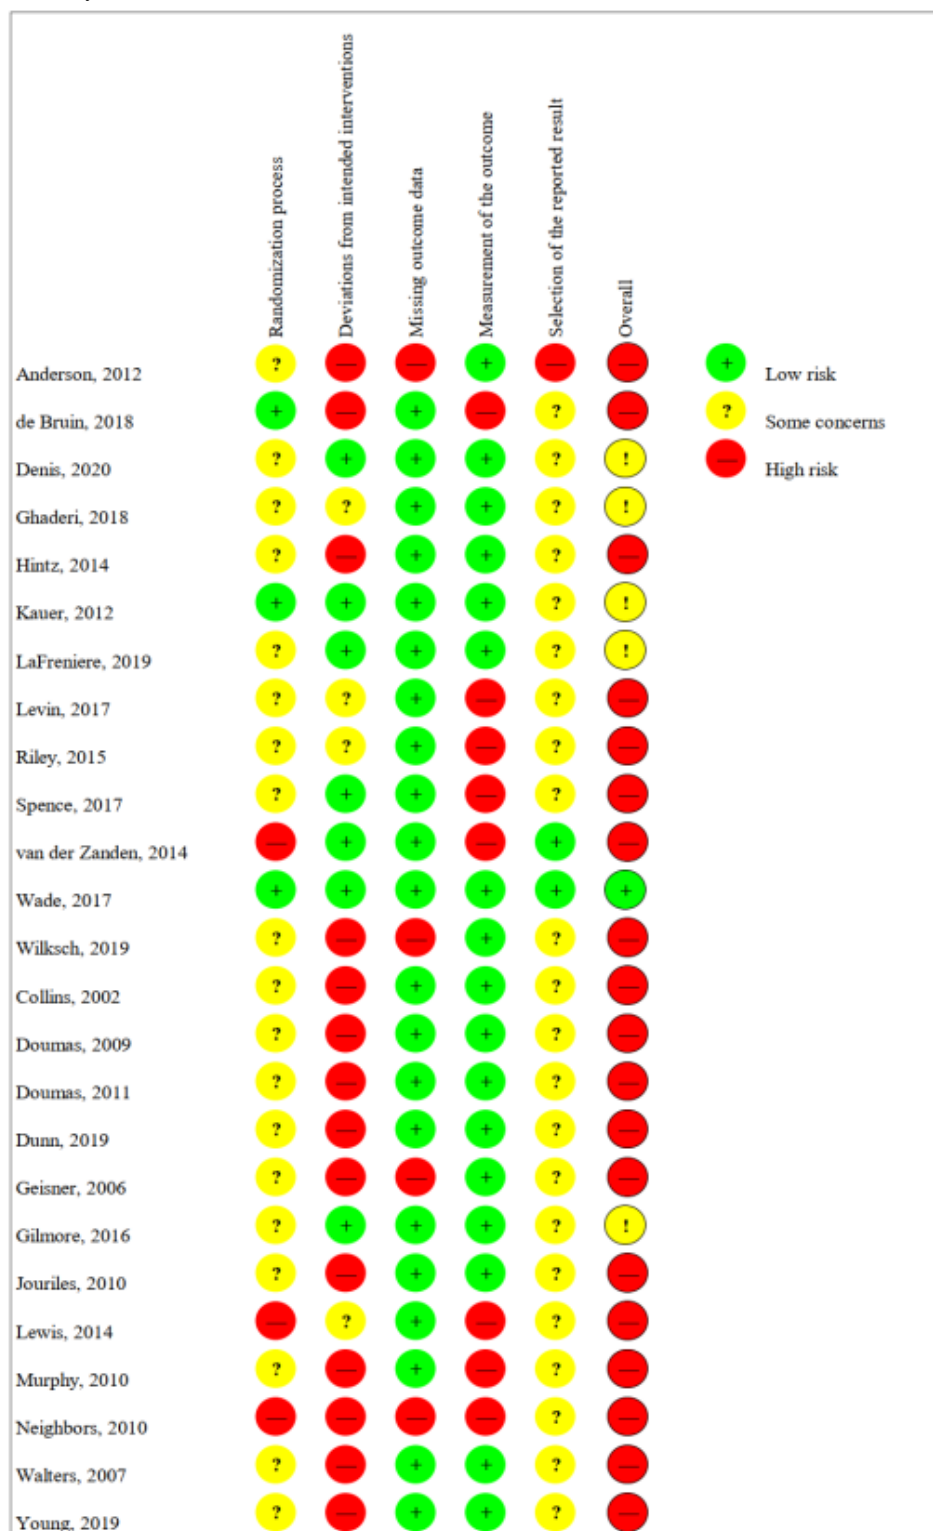 Randomization process
Deviations from intended interventions
Missing outcome data
Measurement of the outcome
Selection of the reported result
Overall
Anderson, 2012 ? — — + — — + Low risk
de Bruin, 2018 + — + — ? — ? Some concerns
Denis, 2020 ? + + + ? ! — High risk
Ghaderi, 2018 ? ? + + ? !
Hintz, 2014 ? — + + ? —
Kauer, 2012 + + + + ? !
LaFreniere, 2019 ? + + + ? !
Levin, 2017 ? ? + — ? —
Riley, 2015 ? ? + — ? —
Spence, 2017 ? + + — ? —
van der Zanden, 2014 — + + — + —
Wade, 2017 + + + + + +
Wilksch, 2019 ? — — + ? —
Collins, 2002 ? — + + ? —
Doumas, 2009 ? — + + ? —
Doumas, 2011 ? — + + ? —
Dunn, 2019 ? — + + ? —
Geisner, 2006 ? — — + ? —
Gilmore, 2016 ? + + + ? !
Jouriles, 2010 ? — + + ? —
Lewis, 2014 — ? + — ? —
Murphy, 2010 ? — + — ? —
Neighbors, 2010 — — — — ? —
Walters, 2007 ? — + + ? —
Young, 2019 ? — + + ? —